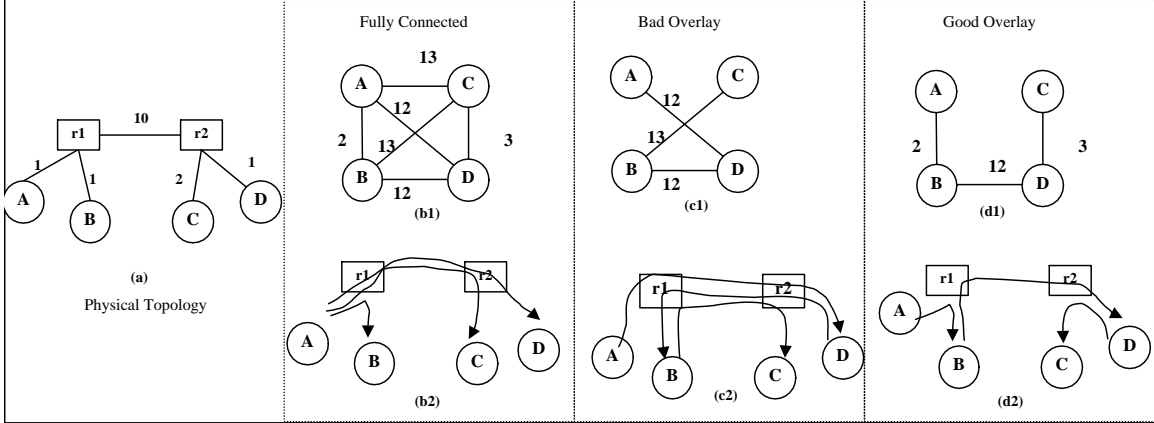 10
r1
r2
1
1
2
1
A
B
C
D
(a)
Physical Topology
Fully Connected
13
A
C
12
2
3
13
B
D
12
(b1)
r1
r2
A
B
C
D
(b2)
Bad Overlay
A
C
12
13
B
D
12
(c1)
r1
r2
A
B
C
D
(c2)
Good Overlay
A
C
2
3
12
B
D
(d1)
r1
r2
A
B
C
D
(d2)